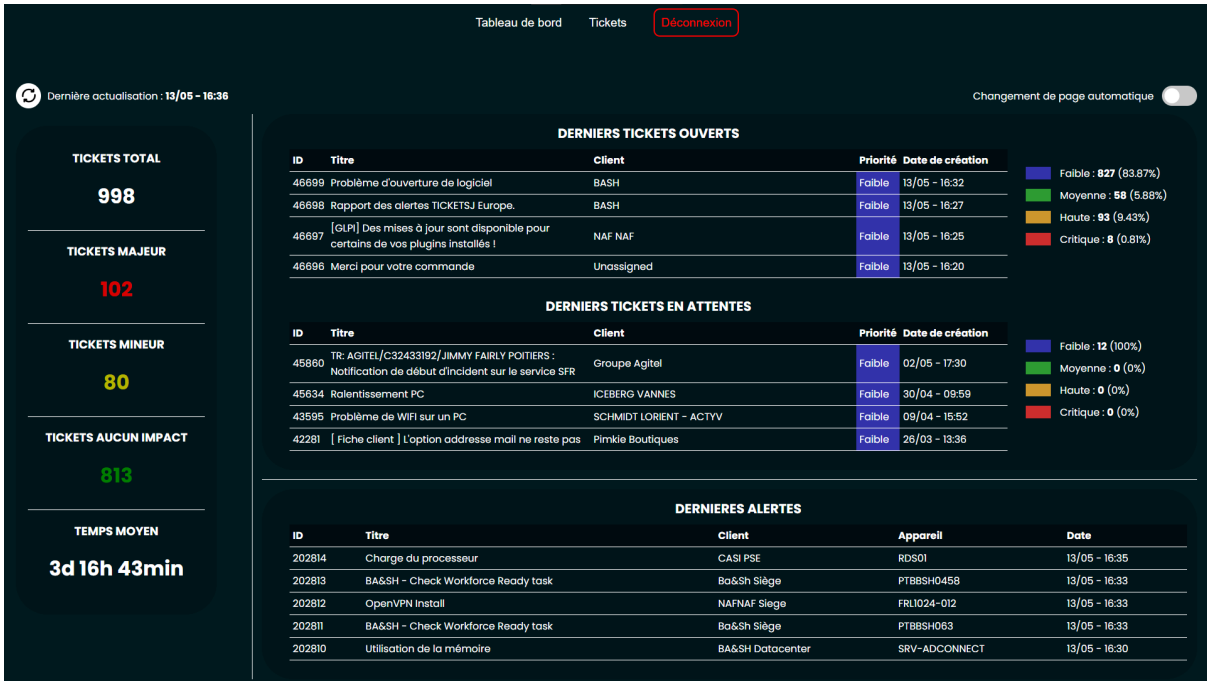 Tableau de bord Tickets Déconnexion
Dernière actualisation : 13/05 - 16:36
Changement de page automatique
TICKETS TOTAL
998
TICKETS MAJEUR
102
TICKETS MINEUR
80
TICKETS AUCUN IMPACT
813
TEMPS MOYEN
3d 16h 43min
DERNIERS TICKETS OUVERTS
ID Titre Client Priorité Date de création
46699 Problème d'ouverture de logiciel BASH Faible 13/05 - 16:32
46698 Rapport des alertes TICKETSJ Europe. BASH Faible 13/05 - 16:27
46697 [GLPI] Des mises à jour sont disponible pour
certains de vos plugins installés ! NAF NAF Faible 13/05 - 16:25
46696 Merci pour votre commande Unassigned Faible 13/05 - 16:20
Faible : 827 (83.87%)
Moyenne : 58 (5.88%)
Haute : 93 (9.43%)
Critique : 8 (0.81%)
DERNIERS TICKETS EN ATTENTES
ID Titre Client Priorité Date de création
45860 TR: AGITEL/C32433192/JIMMY FAIRLY POITIERS :
Notification de début d'incident sur le service SFR Groupe Agitel Faible 02/05 - 17:30
45634 Ralentissement PC ICEBERG VANNES Faible 30/04 - 09:59
43595 Problème de WIFI sur un PC SCHMIDT LORIENT - ACTYV Faible 09/04 - 15:52
42281 [ Fiche client ] L'option addresse mail ne reste pas Pimkie Boutiques Faible 26/03 - 13:36
Faible : 12 (100%)
Moyenne : 0 (0%)
Haute : 0 (0%)
Critique : 0 (0%)
DERNIERES ALERTES
ID Titre Client Appareil Date
202814 Charge du processeur CASI PSE RDS01 13/05 - 16:35
202813 BA&SH - Check Workforce Ready task Ba&Sh Siège PTBBSH0458 13/05 - 16:33
202812 OpenVPN Install NAFNAF Siege FRL1024-012 13/05 - 16:33
202811 BA&SH - Check Workforce Ready task Ba&Sh Siège PTBBSH063 13/05 - 16:33
202810 Utilisation de la mémoire BA&SH Datacenter SRV-ADCONNECT 13/05 - 16:30